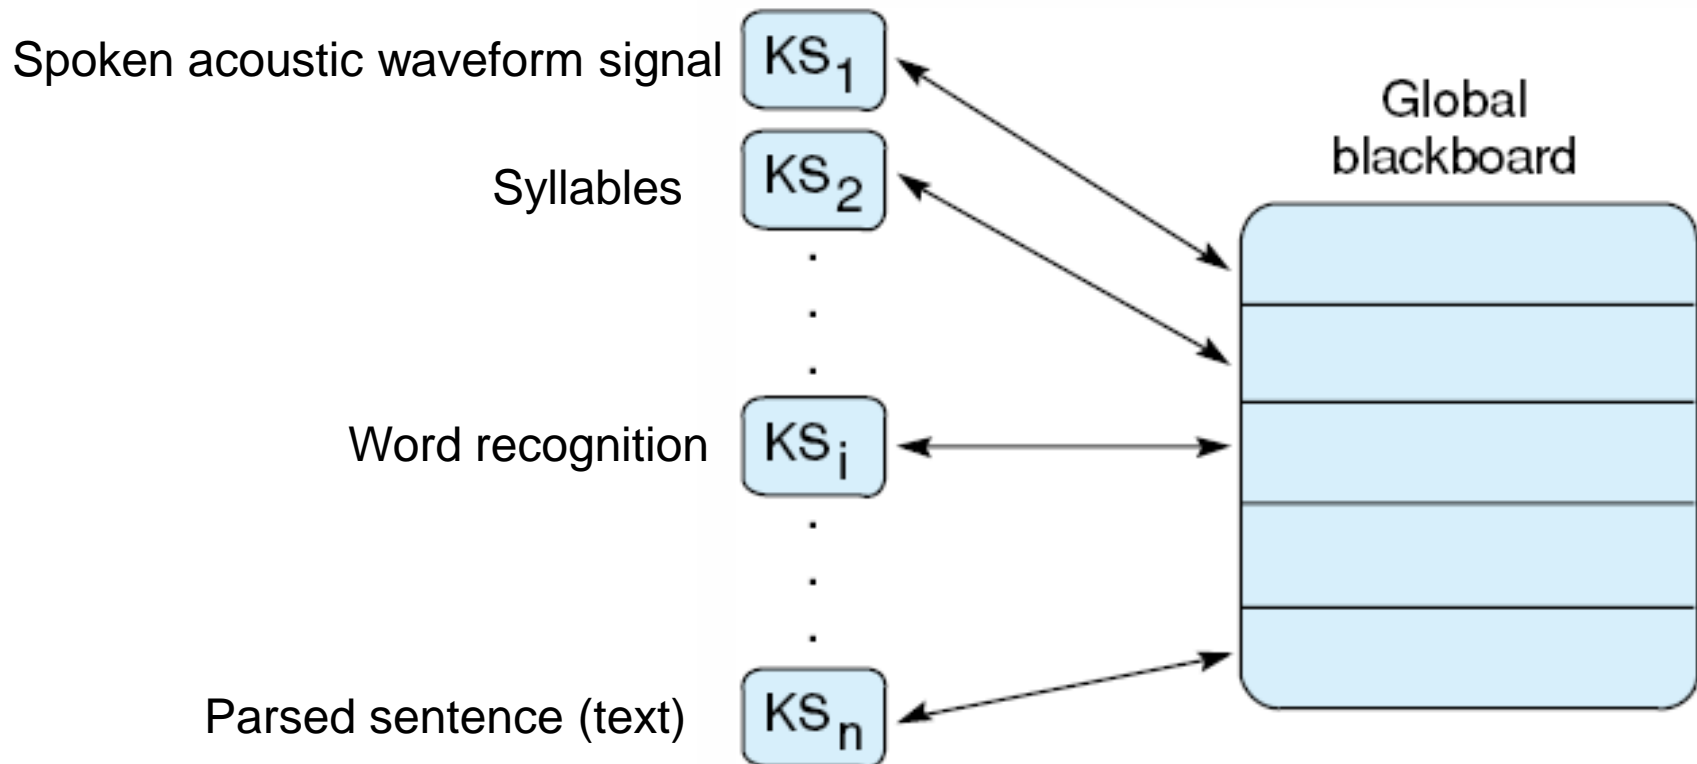 Spoken acoustic waveform signal KS₁
Global
blackboard
Syllables KS₂
.
.
.
Word recognition KSᵢ
.
.
.
Parsed sentence (text) KSₙ